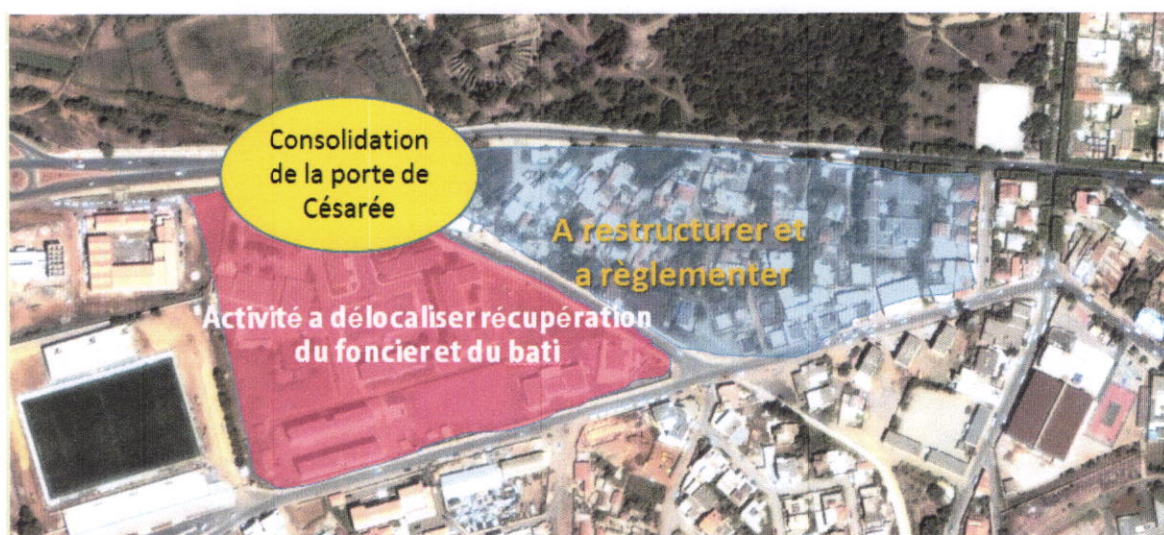 Consolidation
de la porte de
Césarée
A restructurer et
a règlementer
Activité a délocaliser récupération
du foncier et du bati